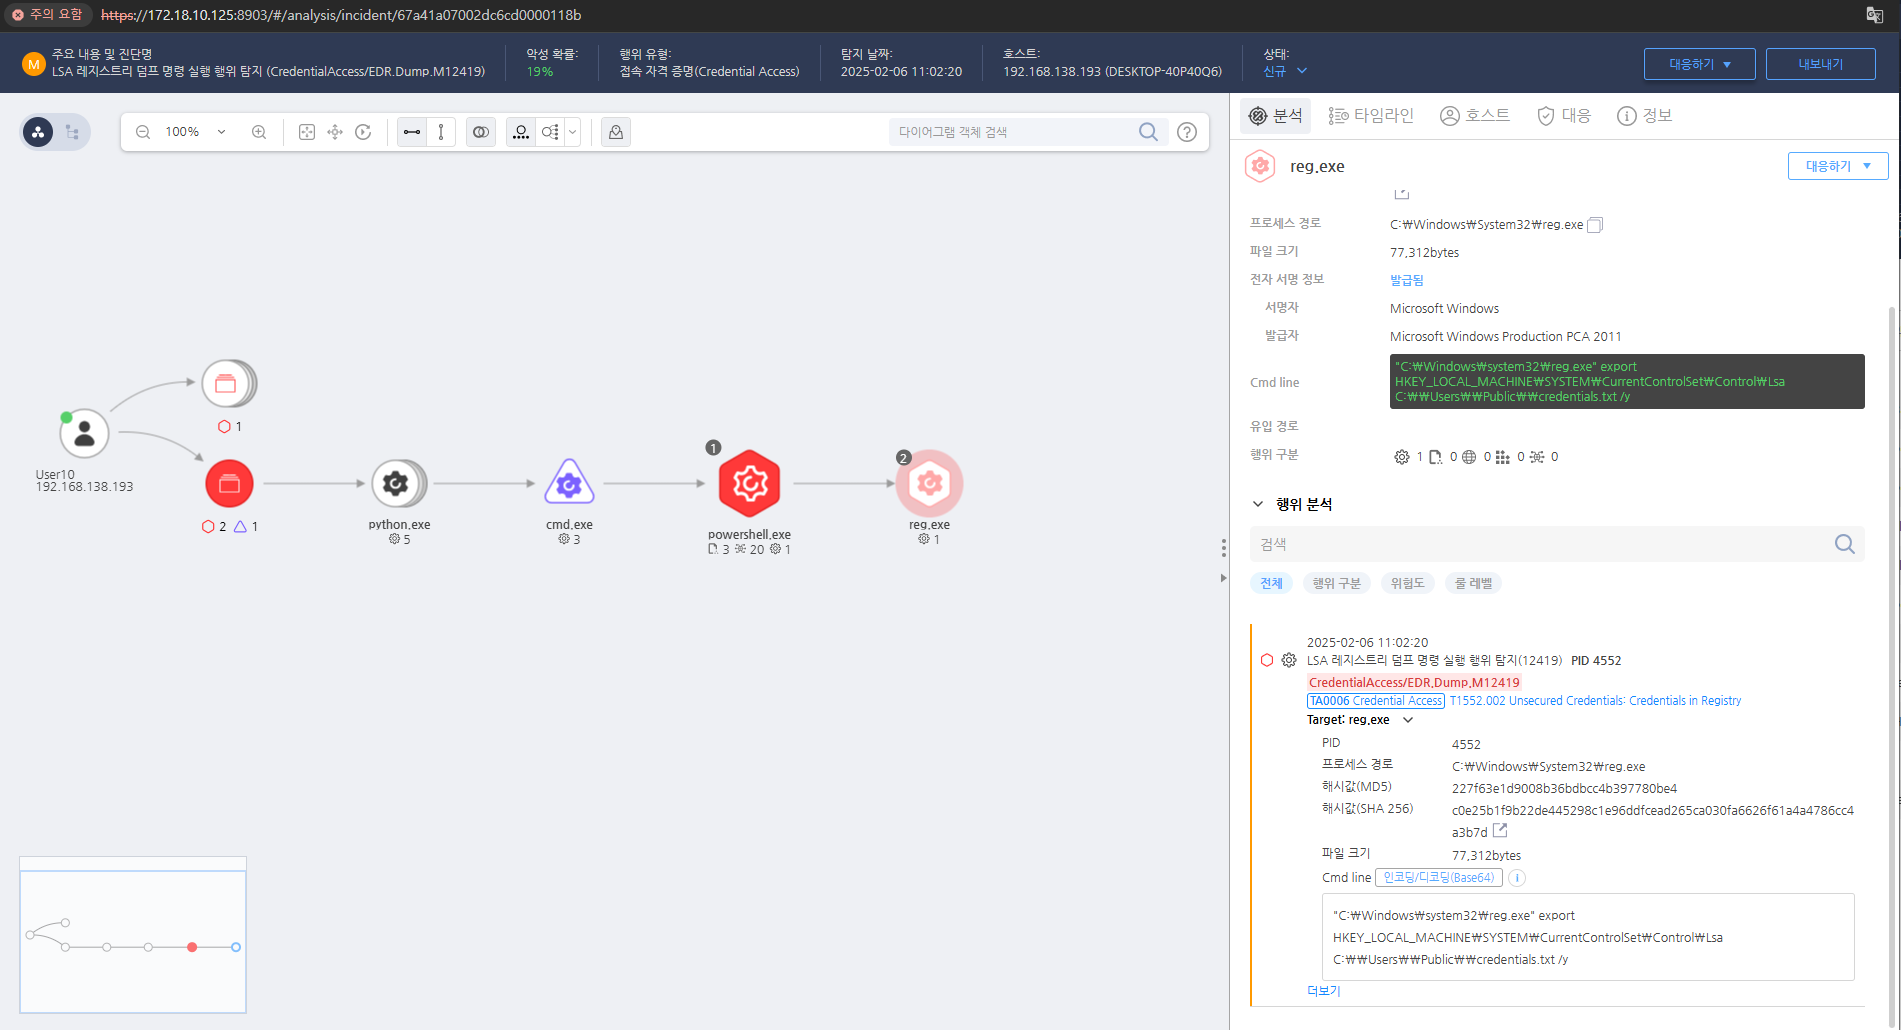 주의 요함
https://172.18.10.125:8903/#/analysis/incident/67a41a07002dc6cd0000118b
M
주요 내용 및 진단명
LSA 레지스트리 덤프 명령 실행 행위 탐지 (CredentialAccess/EDR.Dump.M12419)
악성 확률:
19%
행위 유형:
접속 자격 증명(Credential Access)
탐지 날짜:
2025-02-06 11:02:20
호스트:
192.168.138.193 (DESKTOP-40P40Q6)
상태:
신규
대응하기
내보내기
100%
다이어그램 객체 검색
?
User10
192.168.138.193
1
2 1
python.exe
5
cmd.exe
3
1
powershell.exe
3 20 1
2
reg.exe
1
분석
타임라인
호스트
대응
정보
reg.exe
대응하기
프로세스 경로
C:₩Windows₩System32₩reg.exe
파일 크기
77,312bytes
전자 서명 정보
발급됨
서명자
Microsoft Windows
발급자
Microsoft Windows Production PCA 2011
Cmd line
"C:₩Windows₩system32₩reg.exe" export
HKEY_LOCAL_MACHINE₩SYSTEM₩CurrentControlSet₩Control₩Lsa
C:₩₩Users₩₩Public₩₩credentials.txt /y
유입 경로
행위 구분
1 0 0 0 0
행위 분석
검색
전체
행위 구분
위험도
룰 레벨
2025-02-06 11:02:20
LSA 레지스트리 덤프 명령 실행 행위 탐지(12419) PID 4552
CredentialAccess/EDR.Dump.M12419
TA0006 Credential Access T1552.002 Unsecured Credentials: Credentials in Registry
Target: reg.exe
PID
4552
프로세스 경로
C:₩Windows₩System32₩reg.exe
해시값(MD5)
227f63e1d9008b36bdbcc4b397780be4
해시값(SHA 256)
c0e25b1f9b22de445298c1e96ddfcead265ca030fa6626f61a4a4786cc4
a3b7d
파일 크기
77,312bytes
Cmd line
인코딩/디코딩(Base64)
i
"C:₩Windows₩system32₩reg.exe" export
HKEY_LOCAL_MACHINE₩SYSTEM₩CurrentControlSet₩Control₩Lsa
C:₩₩Users₩₩Public₩₩credentials.txt /y
더보기